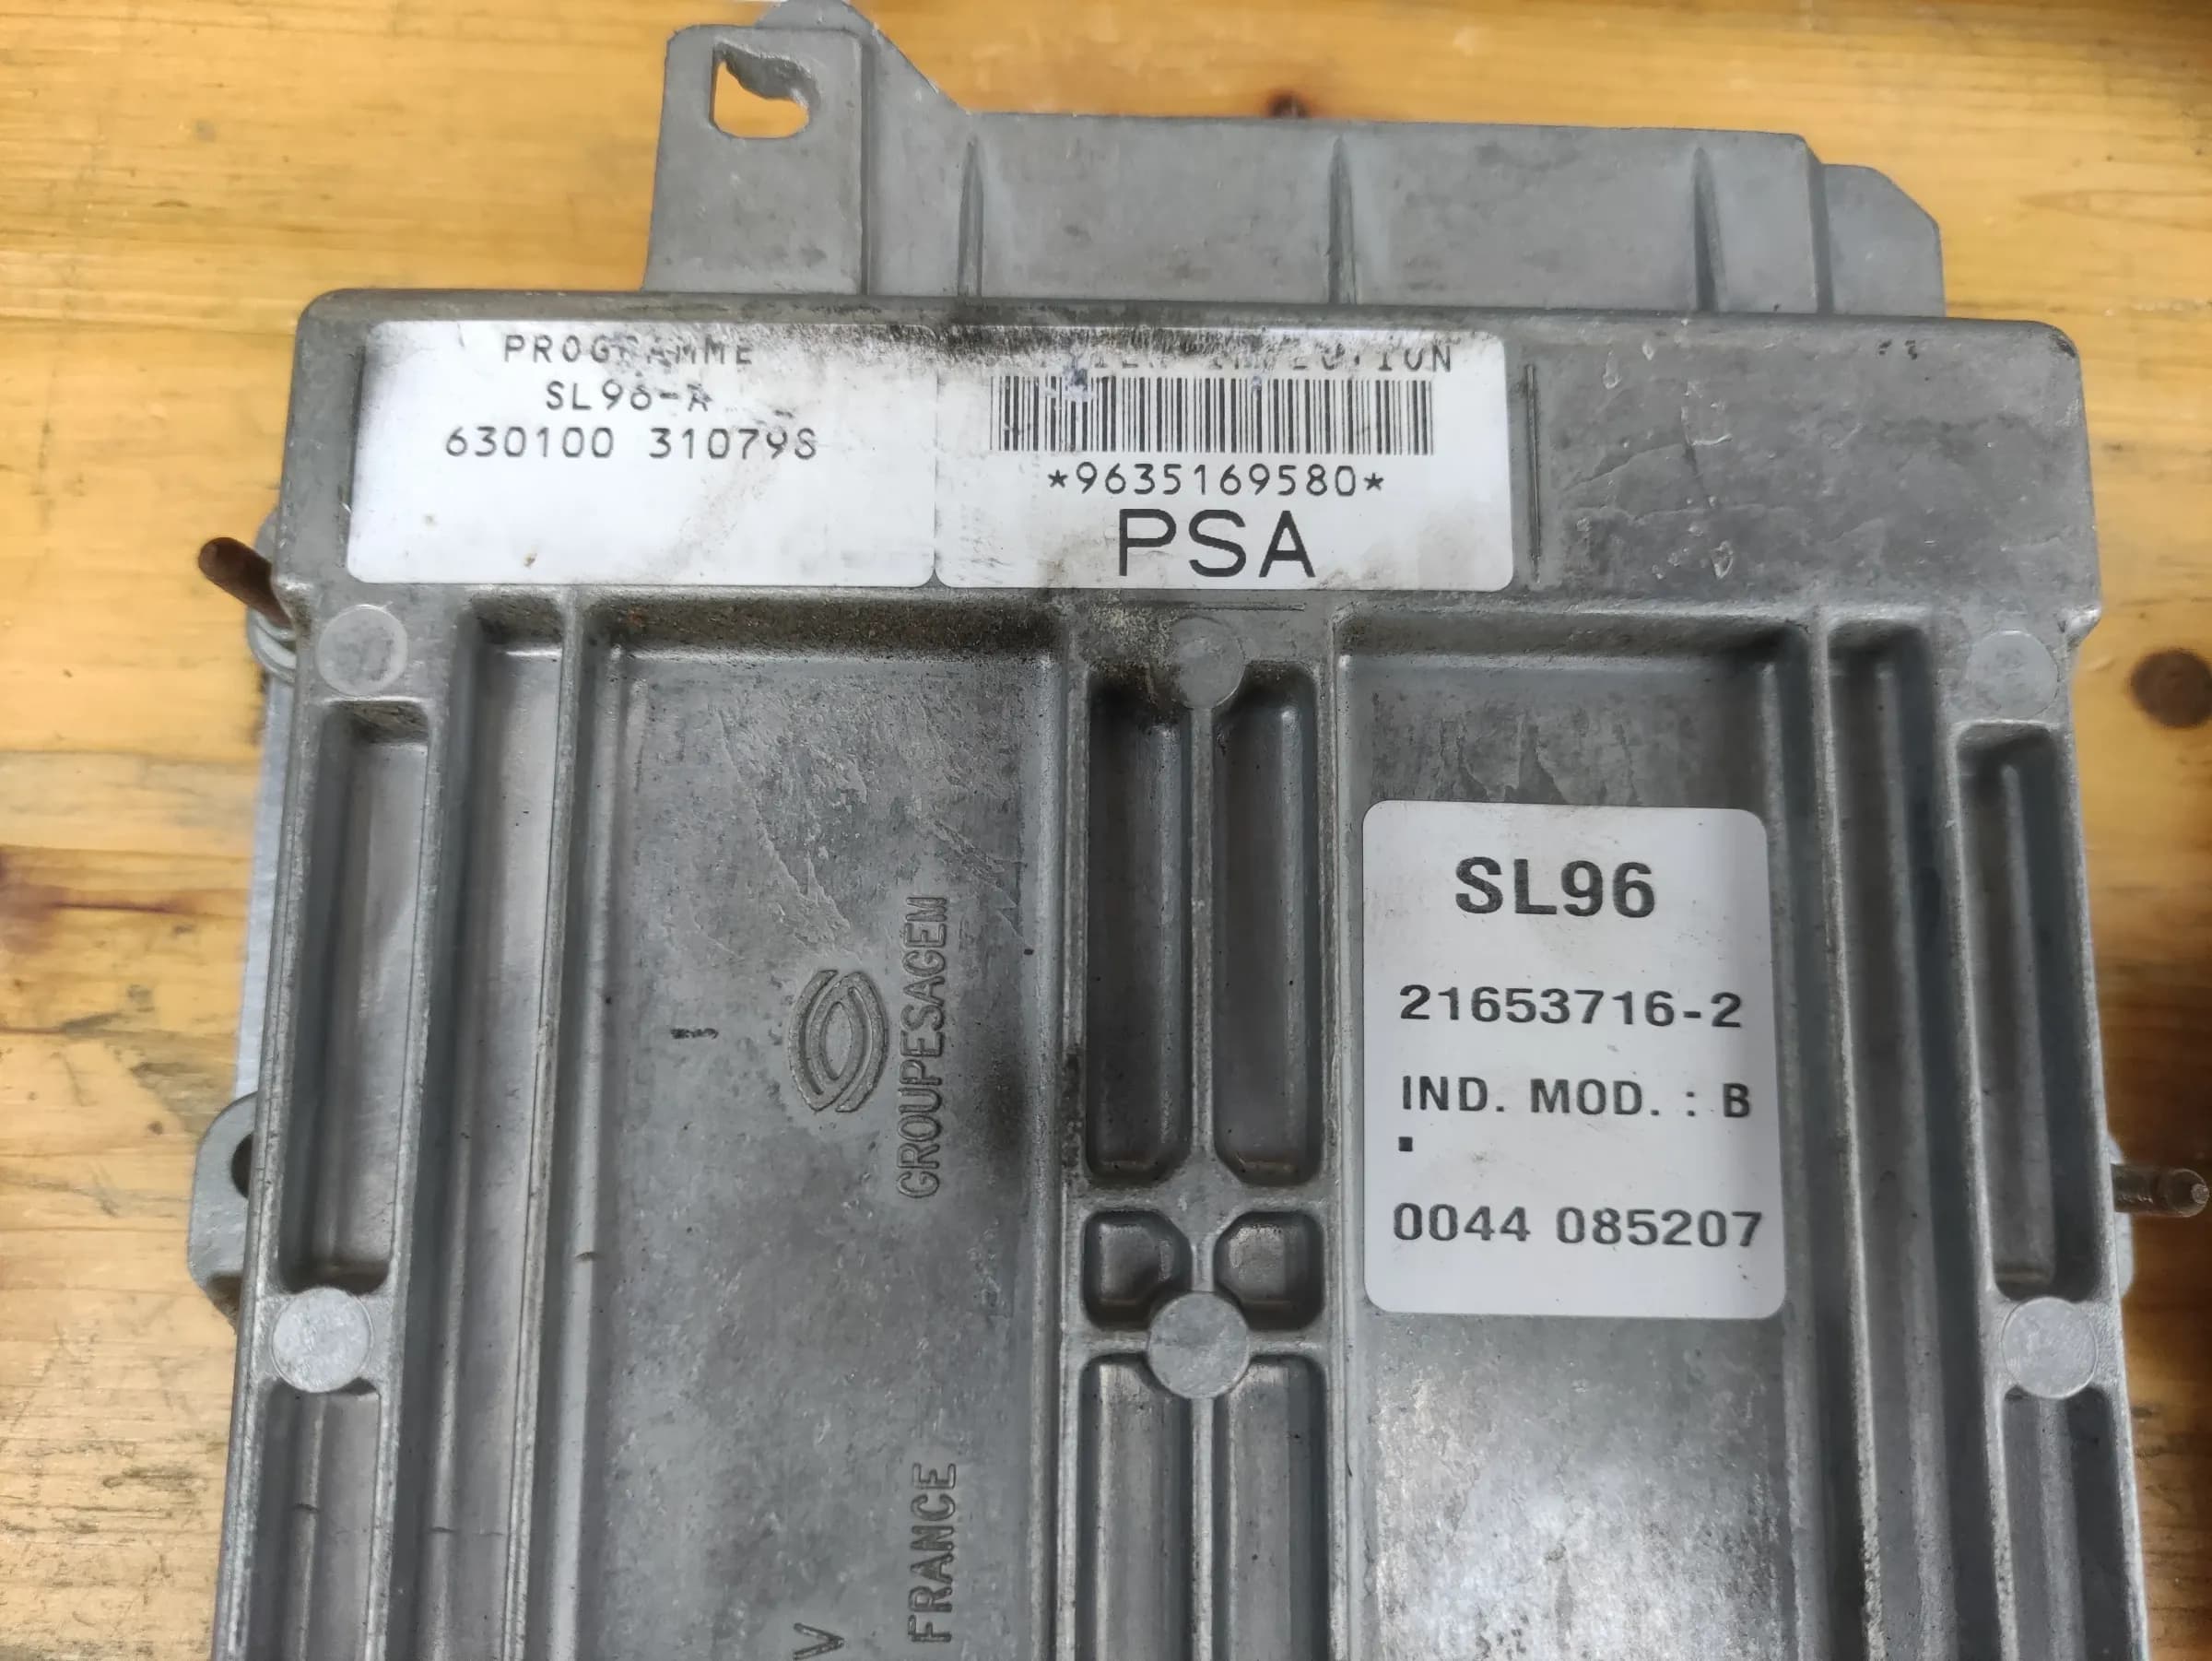 PROGRAMME
SL96-A
630100 310798
*9635169580*
PSA
SL96
21653716-2
IND. MOD. : B
0044 085207
GROUPESAGEM
FRANCE
V